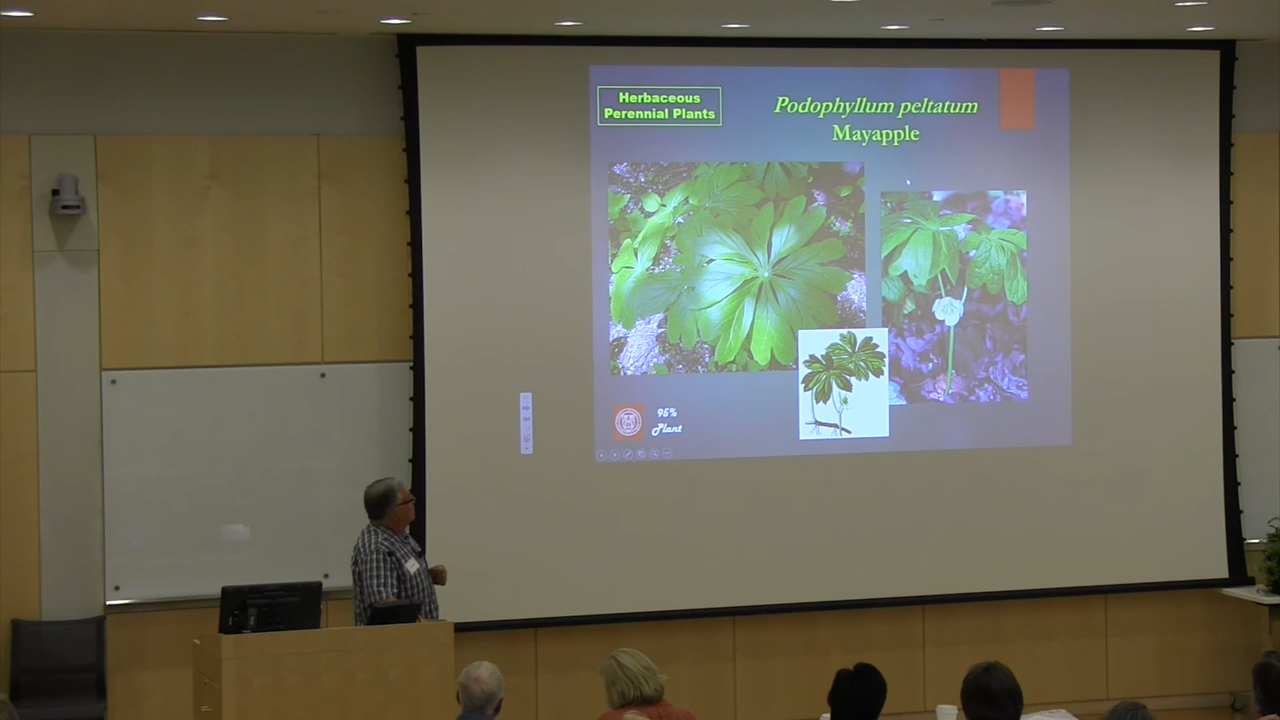 Herbaceous
Perennial Plants
Podophyllum peltatum
Mayapple
95%
Plant